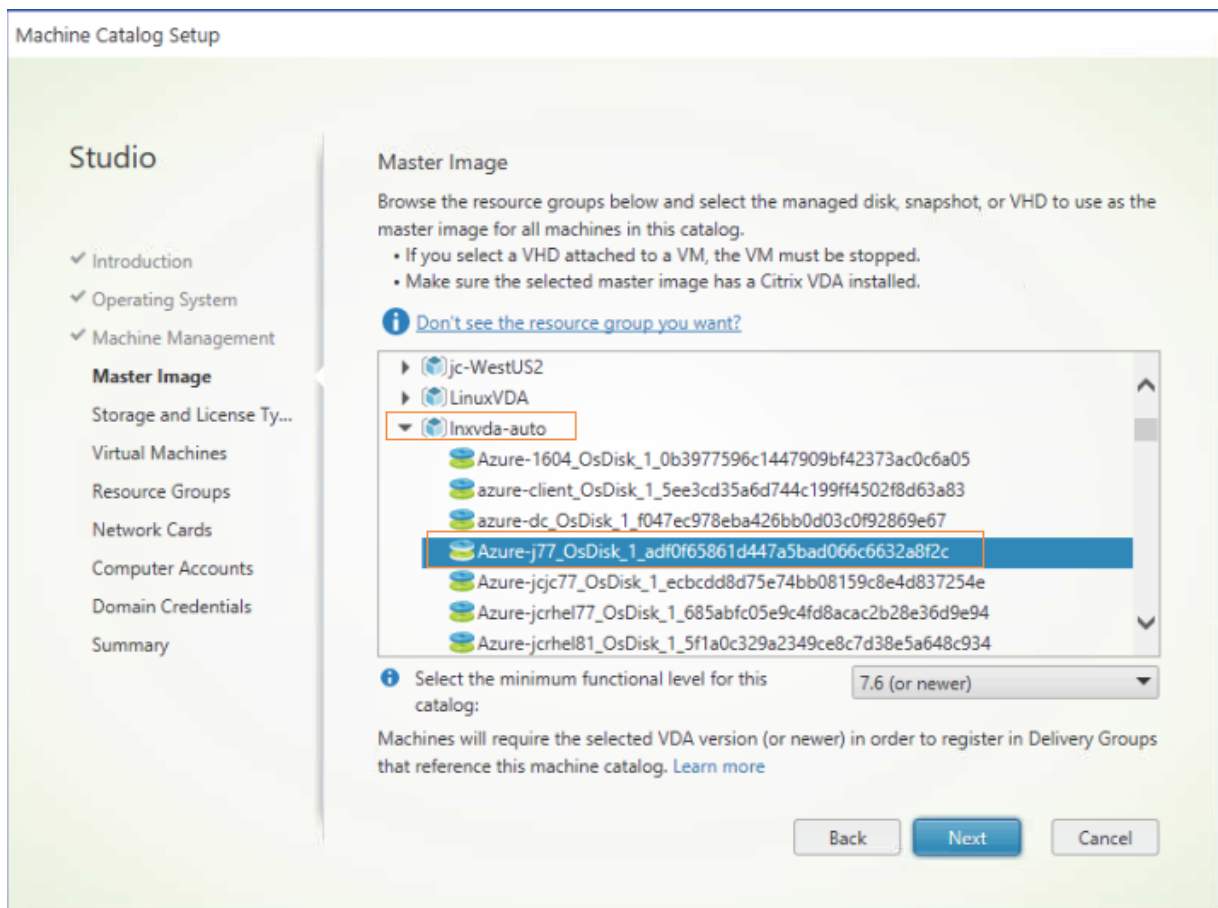 Machine Catalog Setup
Studio
Introduction
Operating System
Machine Management
Master Image
Storage and License Ty...
Virtual Machines
Resource Groups
Network Cards
Computer Accounts
Domain Credentials
Summary
Master Image
Browse the resource groups below and select the managed disk, snapshot, or VHD to use as the
master image for all machines in this catalog.
• If you select a VHD attached to a VM, the VM must be stopped.
• Make sure the selected master image has a Citrix VDA installed.
Don't see the resource group you want?
jc-WestUS2
LinuxVDA
lnxvda-auto
Azure-1604_OsDisk_1_0b3977596c1447909bf42373ac0c6a05
azure-client_OsDisk_1_5ee3cd35a6d744c199ff4502f8d63a83
azure-dc_OsDisk_1_f047ec978eba426bb0d03c0f92869e67
Azure-j77_OsDisk_1_adf0f65861d447a5bad066c6632a8f2c
Azure-jcjc77_OsDisk_1_ecbcdd8d75e74bb08159c8e4d837254e
Azure-jcrhel77_OsDisk_1_685abfc05e9c4fd8acac2b28e36d9e94
Azure-jcrhel81_OsDisk_1_5f1a0c329a2349ce8c7d38e5a648c934
Select the minimum functional level for this
catalog:
7.6 (or newer)
Machines will require the selected VDA version (or newer) in order to register in Delivery Groups
that reference this machine catalog. Learn more
Back
Next
Cancel